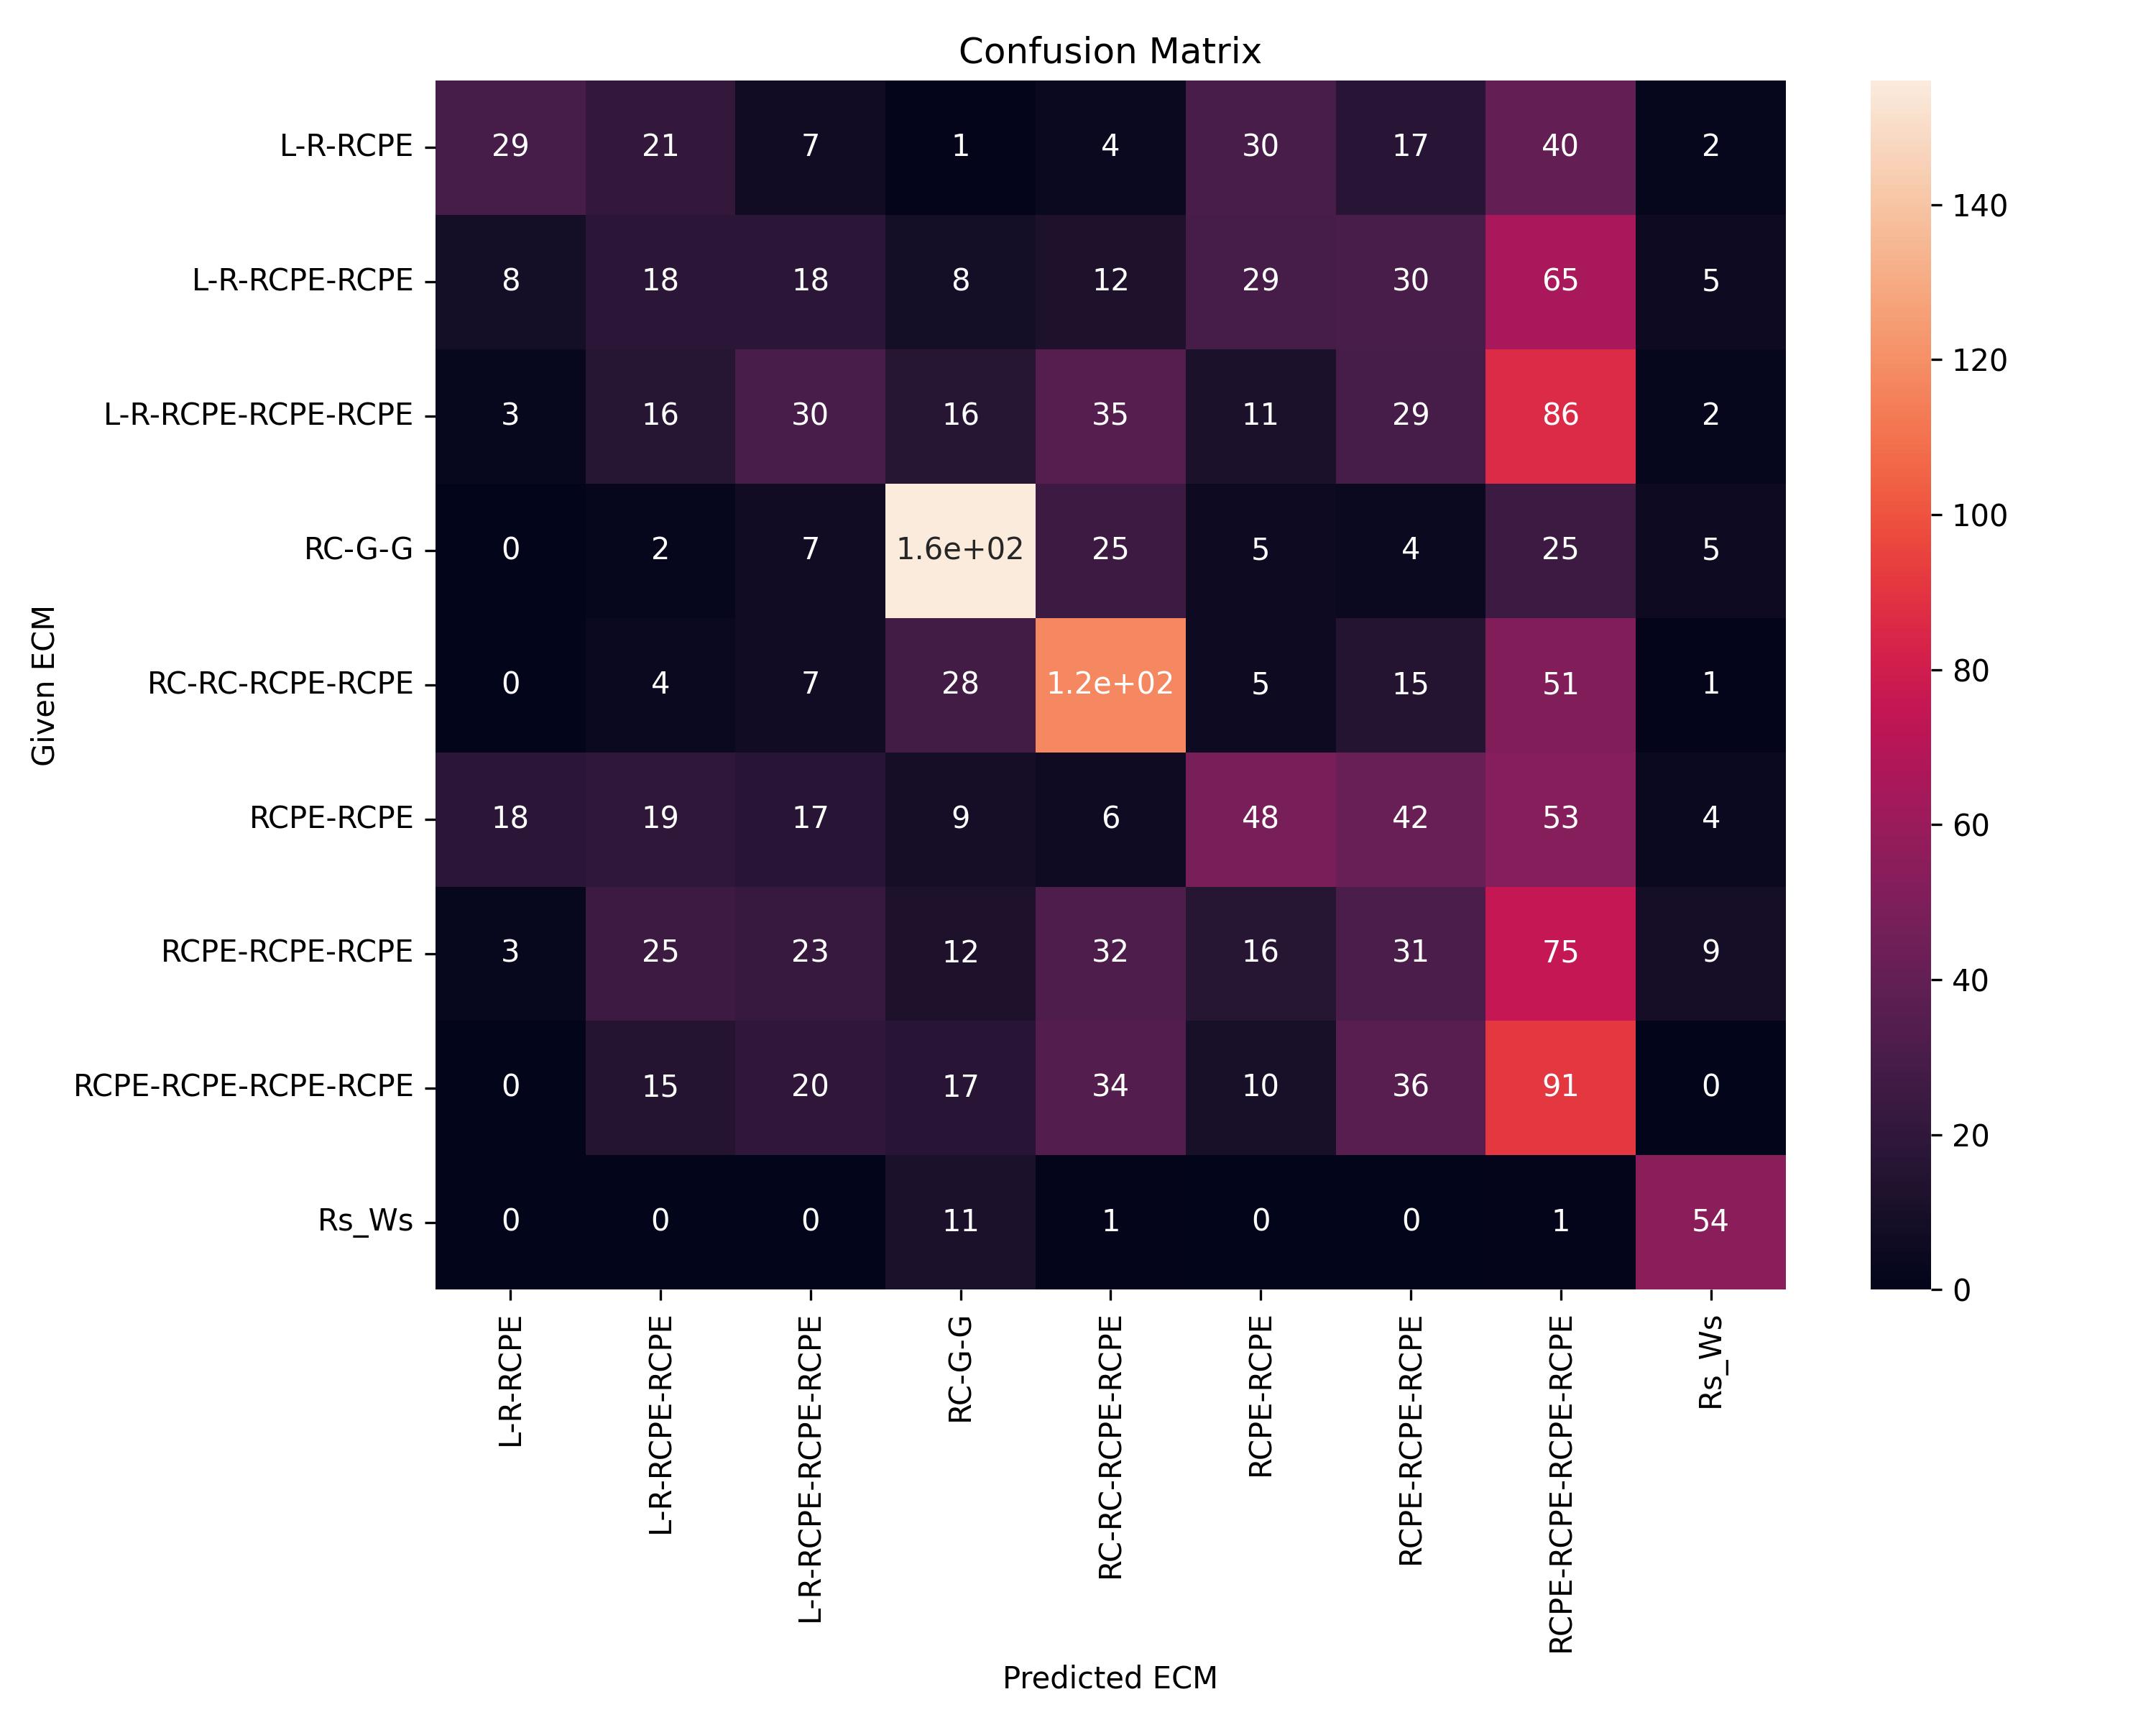 Confusion Matrix
L-R-RCPE 29 21 7 1 4 30 17 40 2
L-R-RCPE-RCPE 8 18 18 8 12 29 30 65 5
L-R-RCPE-RCPE-RCPE 3 16 30 16 35 11 29 86 2
RC-G-G 0 2 7 1.6e+02 25 5 4 25 5
RC-RC-RCPE-RCPE 0 4 7 28 1.2e+02 5 15 51 1
RCPE-RCPE 18 19 17 9 6 48 42 53 4
RCPE-RCPE-RCPE 3 25 23 12 32 16 31 75 9
RCPE-RCPE-RCPE-RCPE 0 15 20 17 34 10 36 91 0
Rs_Ws 0 0 0 11 1 0 0 1 54
Given ECM
L-R-RCPE
L-R-RCPE-RCPE
L-R-RCPE-RCPE-RCPE
RC-G-G
RC-RC-RCPE-RCPE
RCPE-RCPE
RCPE-RCPE-RCPE
RCPE-RCPE-RCPE-RCPE
Rs_Ws
Predicted ECM
140
120
100
80
60
40
20
0